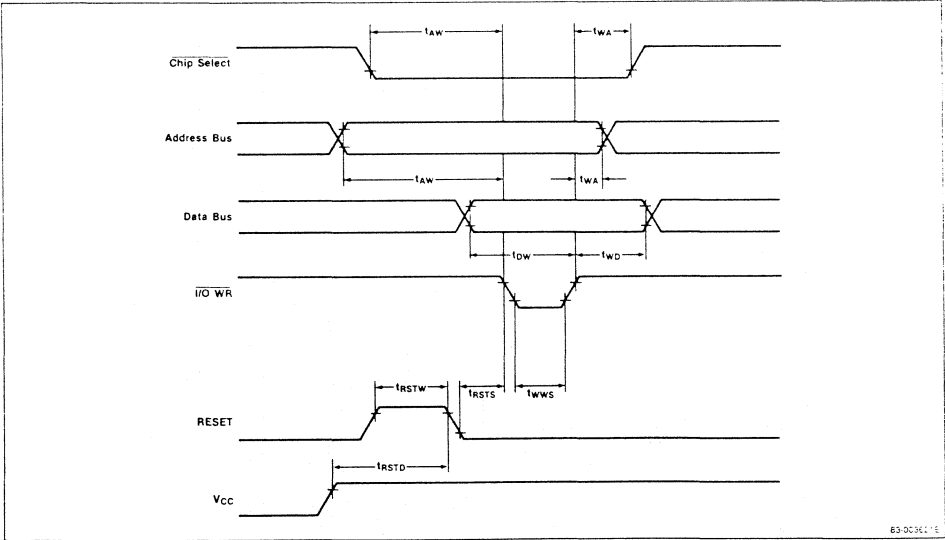 tAW
tWA
Chip Select
Address Bus
tAW
tWA
Data Bus
tDW
tWD
I/O WR
tRSTW
tRSTS
tWWS
RESET
tRSTD
VCC